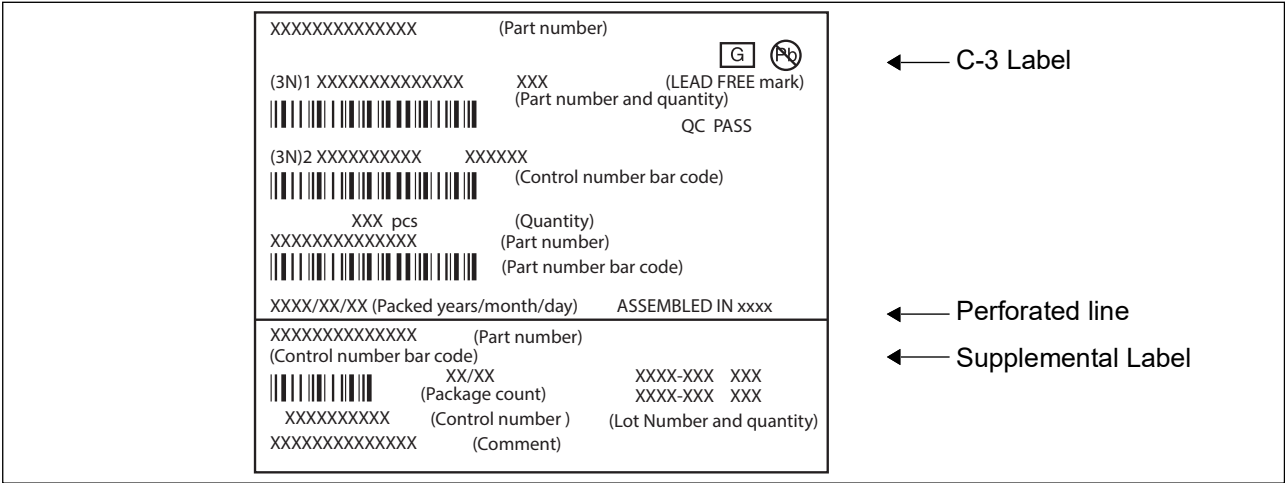 XXXXXXXXXXXXXX (Part number)
G Pb C-3 Label
(3N)1 XXXXXXXXXXXXXX XXX (LEAD FREE mark)
(Part number and quantity)
QC PASS
(3N)2 XXXXXXXXXX XXXXXX
(Control number bar code)
XXX pcs (Quantity)
XXXXXXXXXXXXXX (Part number)
(Part number bar code)
XXXX/XX/XX (Packed years/month/day) ASSEMBLED IN xxxx
Perforated line
XXXXXXXXXXXXXX (Part number)
(Control number bar code)
Supplemental Label
XX/XX XXXX-XXX XXX
(Package count) XXXX-XXX XXX
XXXXXXXXXX (Control number ) (Lot Number and quantity)
XXXXXXXXXXXXXX (Comment)